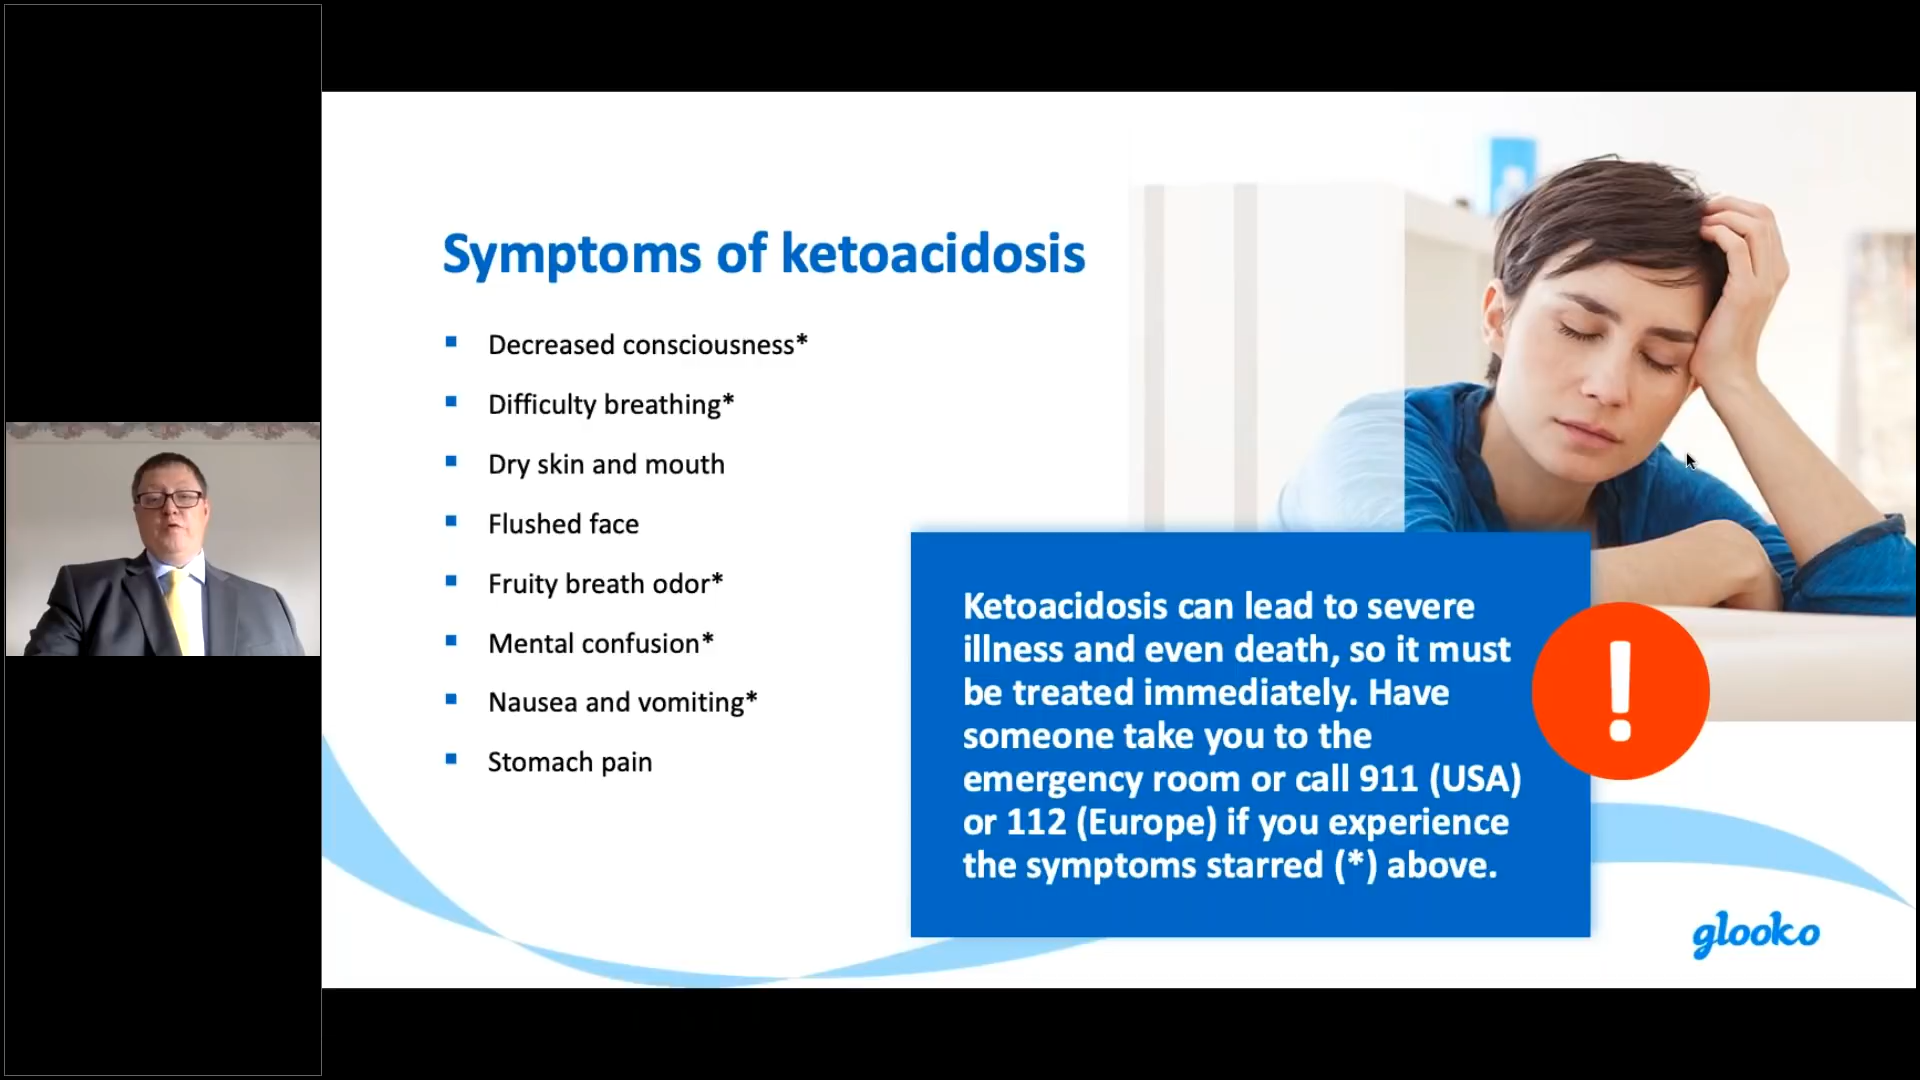 Symptoms of ketoacidosis
Decreased consciousness*
Difficulty breathing*
Dry skin and mouth
Flushed face
Fruity breath odor*
Mental confusion*
Nausea and vomiting*
Stomach pain
Ketoacidosis can lead to severe
illness and even death, so it must
be treated immediately. Have
someone take you to the
emergency room or call 911 (USA)
or 112 (Europe) if you experience
the symptoms starred (*) above.
!
glooko